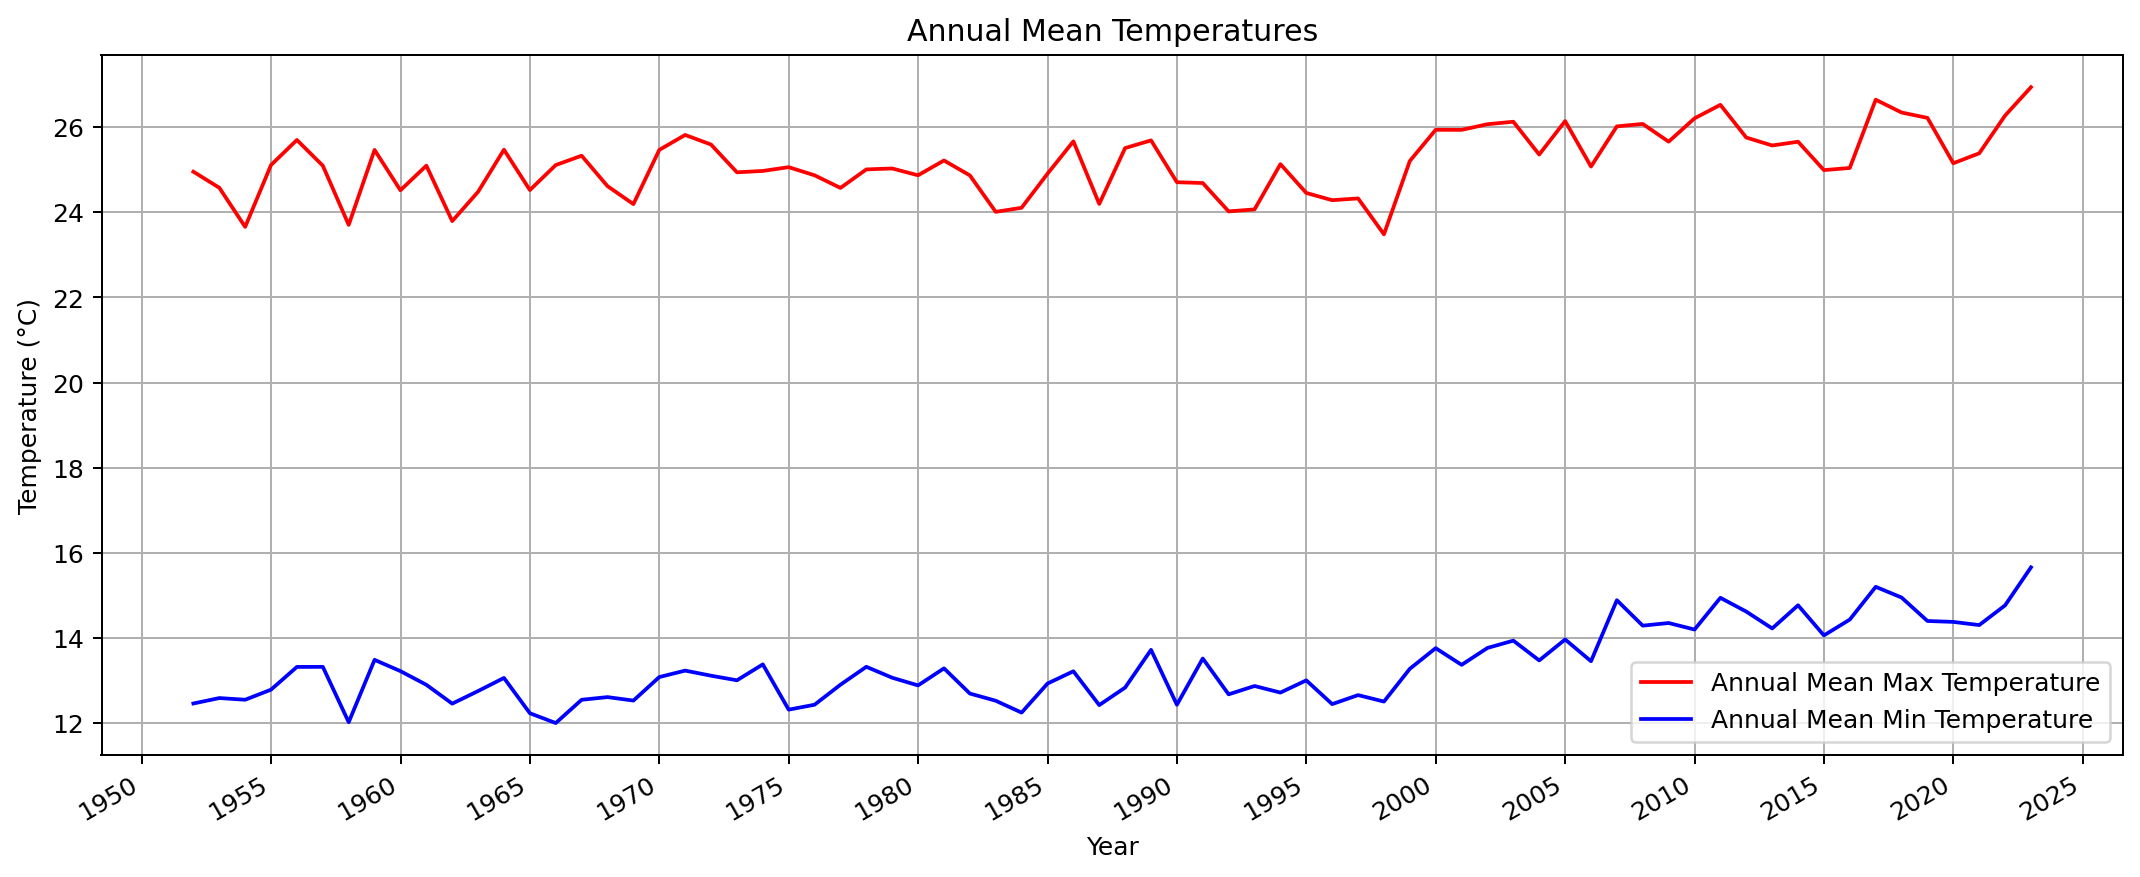 Annual Mean Temperatures
26
24
22
20
18
16
14
12
Temperature (°C)
Annual Mean Max Temperature
Annual Mean Min Temperature
1950 1955 1960 1965 1970 1975 1980 1985 1990 1995 2000 2005 2010 2015 2020 2025
Year